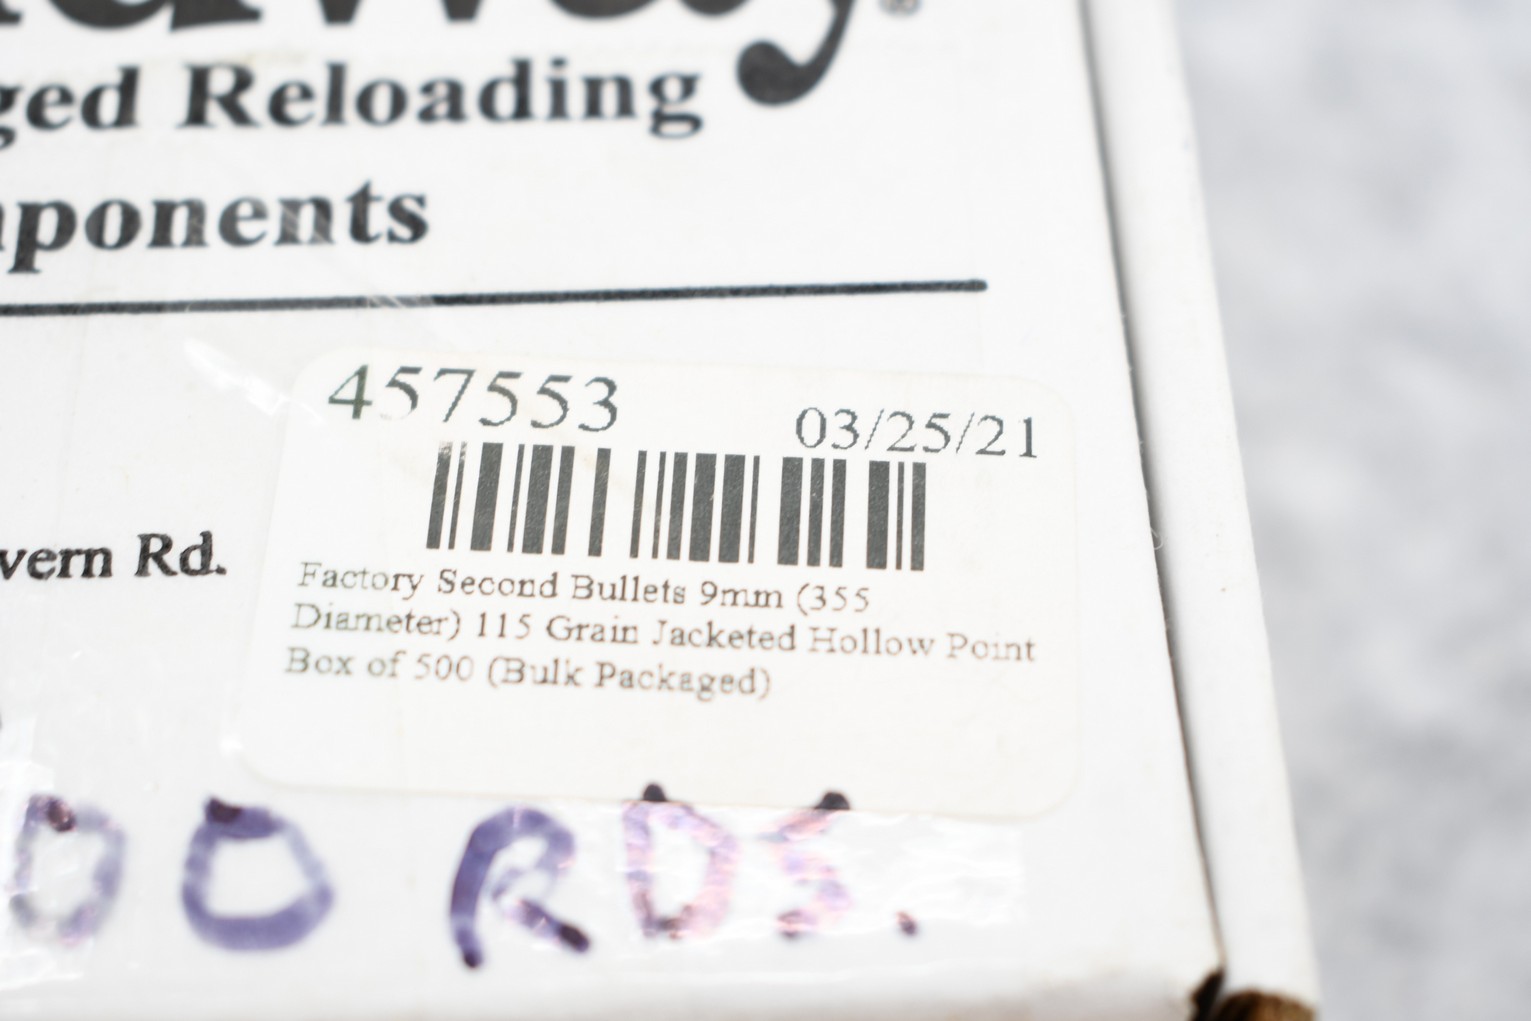 ged Reloading
ponents
457553
03/25/21
vern Rd.
Factory Second Bullets 9mm (355
Diameter) 115 Grain Jacketed Hollow Point
Box of 500 (Bulk Packaged)
00 RDS.